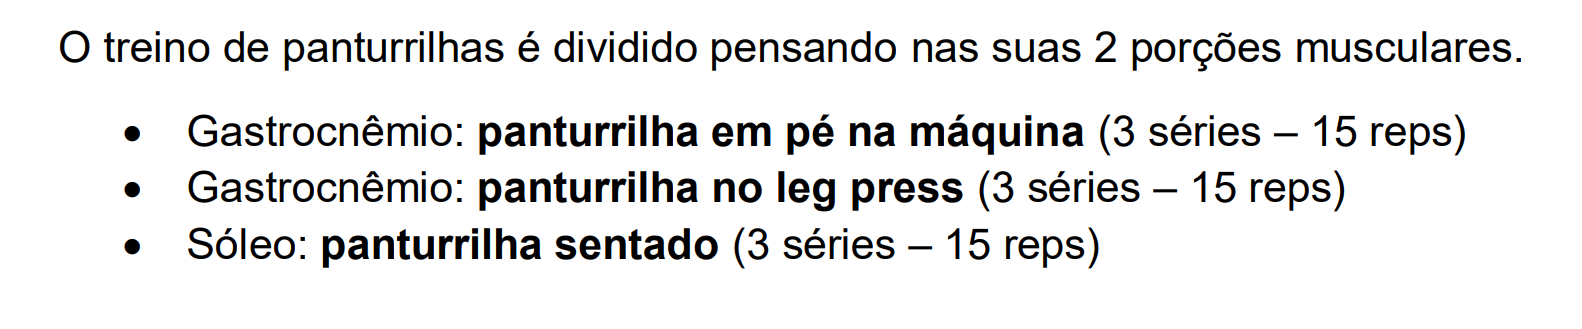 O treino de panturrilhas é dividido pensando nas suas 2 porções musculares.
• Gastrocnêmio: panturrilha em pé na máquina (3 séries – 15 reps)
• Gastrocnêmio: panturrilha no leg press (3 séries – 15 reps)
• Sóleo: panturrilha sentado (3 séries – 15 reps)